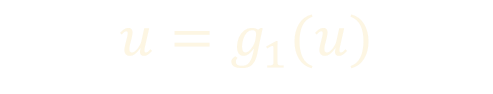 u = g₁(u)